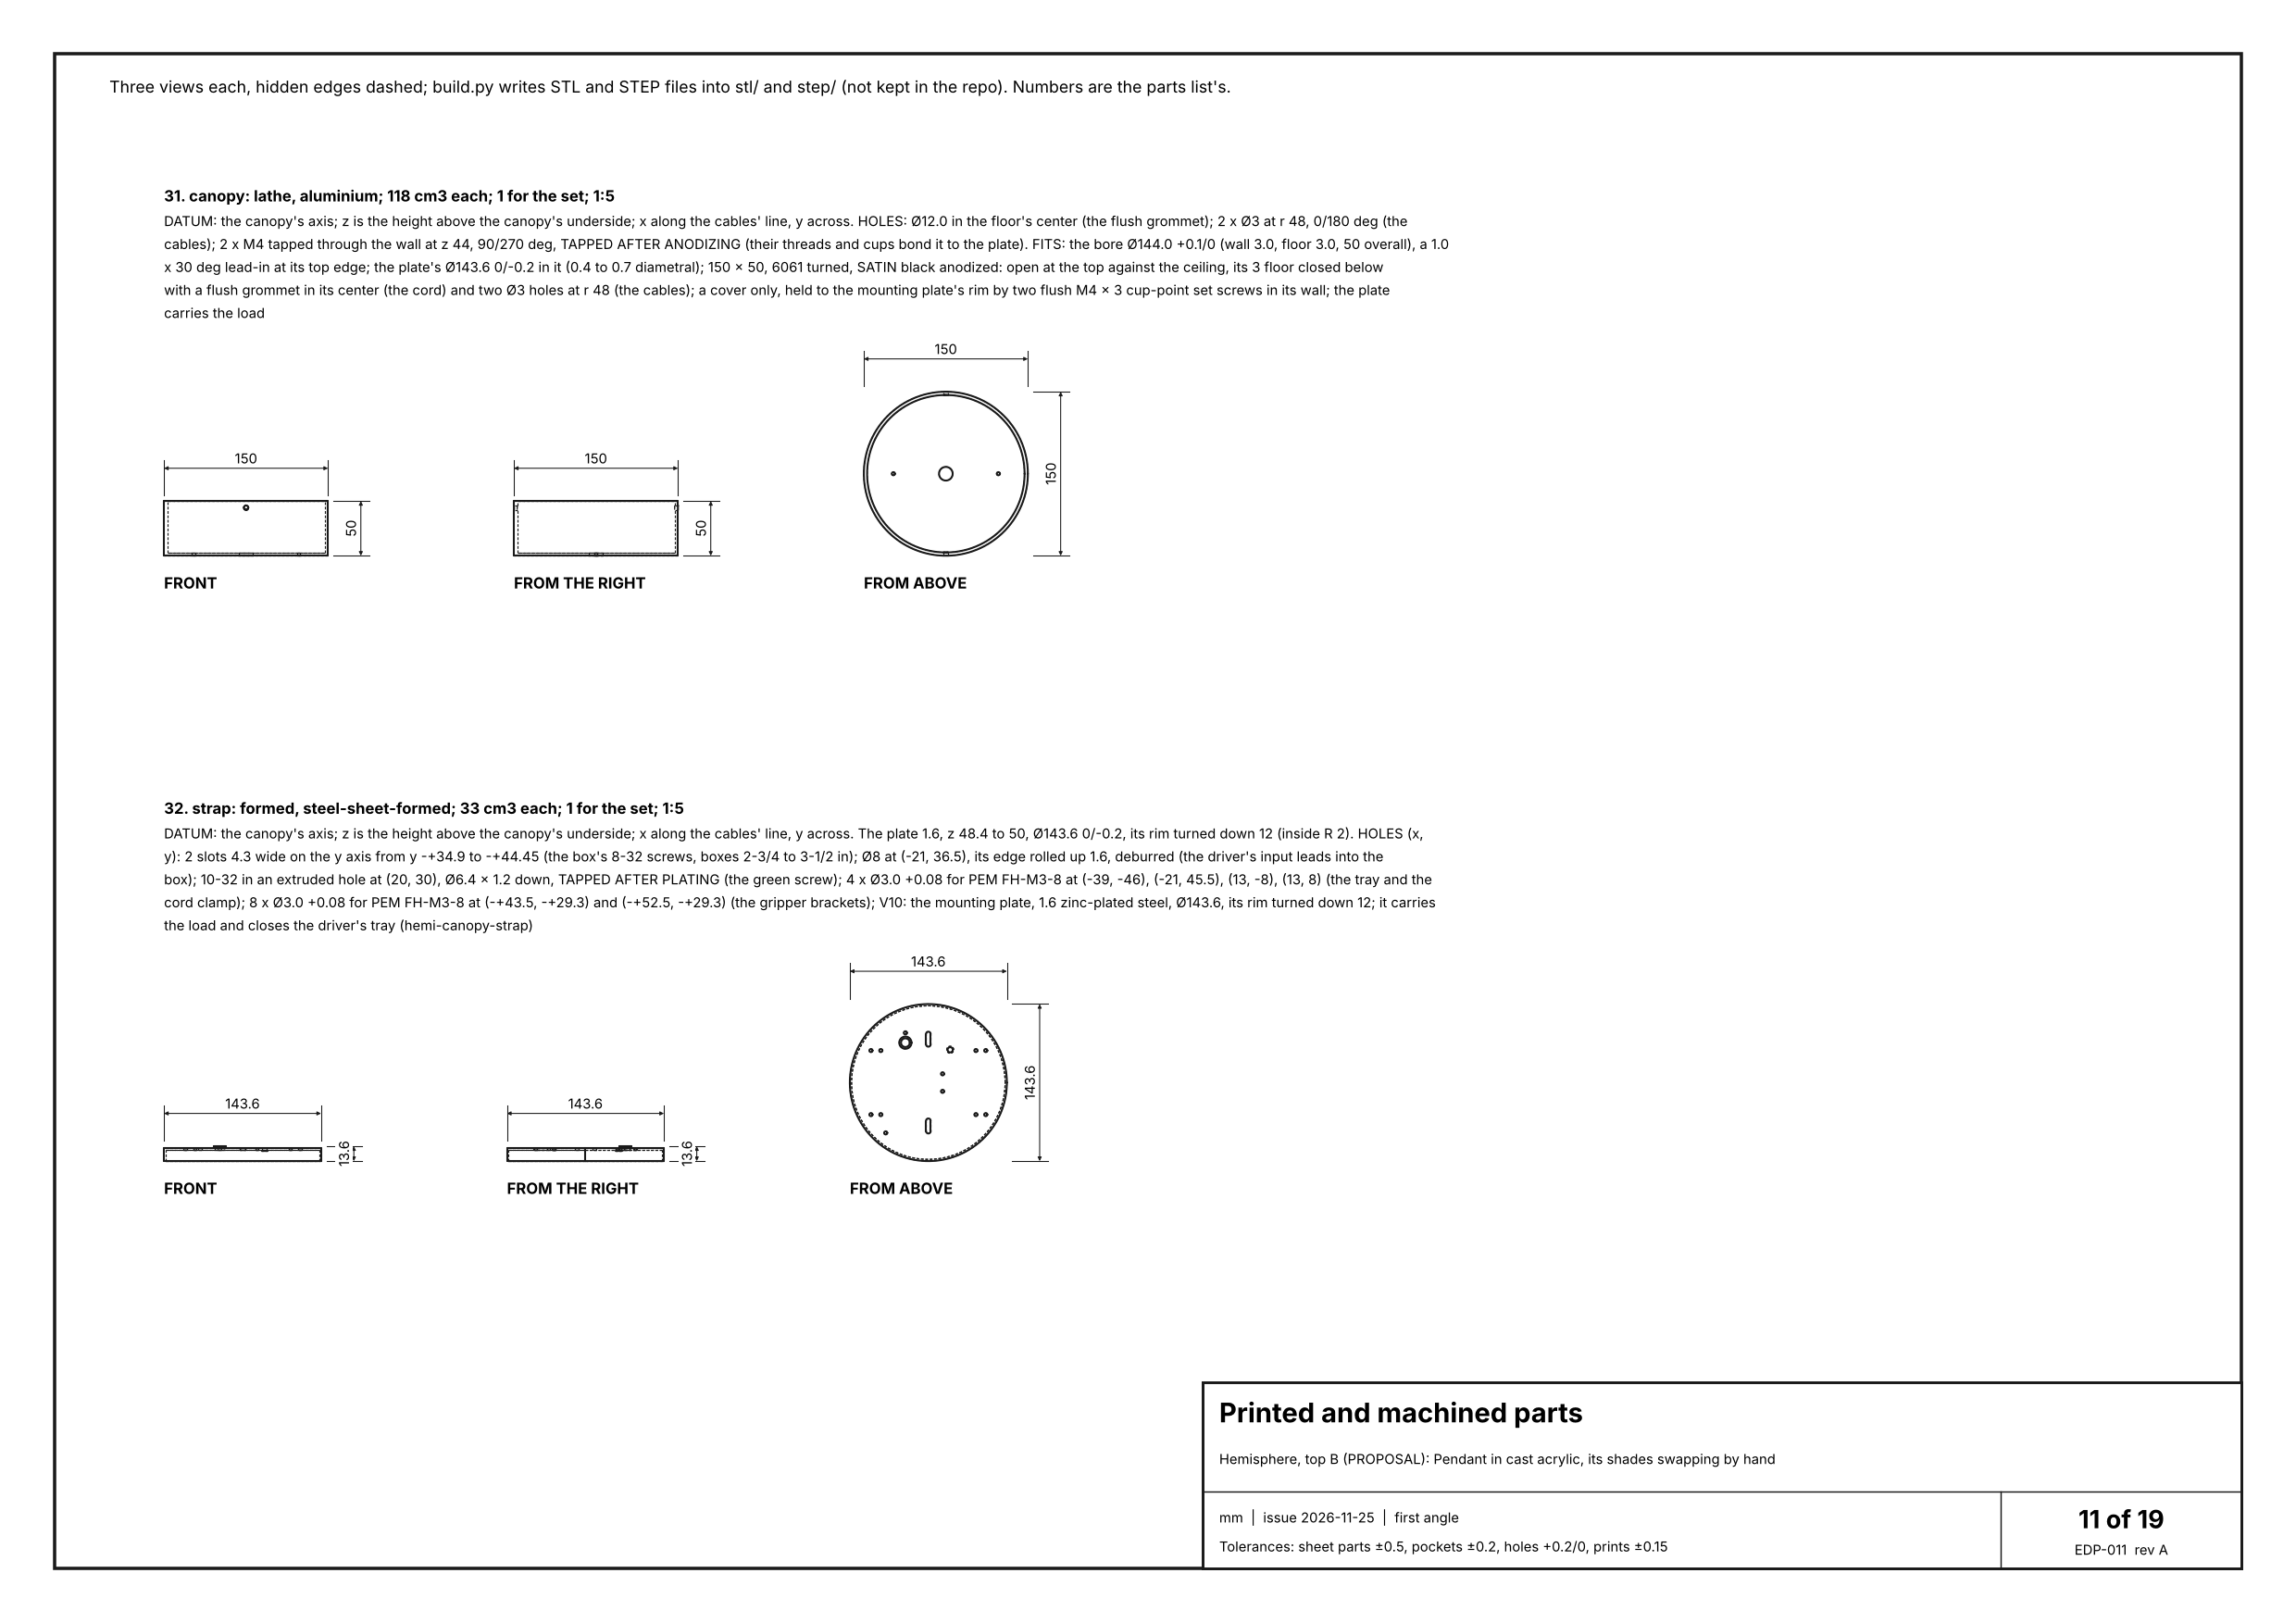 Three views each, hidden edges dashed; build.py writes STL and STEP files into stl/ and step/ (not kept in the repo). Numbers are the parts list's.
31. canopy: lathe, aluminium; 118 cm3 each; 1 for the set; 1:5
DATUM: the canopy's axis; z is the height above the canopy's underside; x along the cables' line, y across. HOLES: Ø12.0 in the floor's center (the flush grommet); 2 x Ø3 at r 48, 0/180 deg (the
cables); 2 x M4 tapped through the wall at z 44, 90/270 deg, TAPPED AFTER ANODIZING (their threads and cups bond it to the plate). FITS: the bore Ø144.0 +0.1/0 (wall 3.0, floor 3.0, 50 overall), a 1.0
x 30 deg lead-in at its top edge; the plate's Ø143.6 0/-0.2 in it (0.4 to 0.7 diametral); 150 × 50, 6061 turned, SATIN black anodized: open at the top against the ceiling, its 3 floor closed below
with a flush grommet in its center (the cord) and two Ø3 holes at r 48 (the cables); a cover only, held to the mounting plate's rim by two flush M4 × 3 cup-point set screws in its wall; the plate
carries the load
150
150
150
150
50
50
FRONT
FROM THE RIGHT
FROM ABOVE
32. strap: formed, steel-sheet-formed; 33 cm3 each; 1 for the set; 1:5
DATUM: the canopy's axis; z is the height above the canopy's underside; x along the cables' line, y across. The plate 1.6, z 48.4 to 50, Ø143.6 0/-0.2, its rim turned down 12 (inside R 2). HOLES (x,
y): 2 slots 4.3 wide on the y axis from y -+34.9 to -+44.45 (the box's 8-32 screws, boxes 2-3/4 to 3-1/2 in); Ø8 at (-21, 36.5), its edge rolled up 1.6, deburred (the driver's input leads into the
box); 10-32 in an extruded hole at (20, 30), Ø6.4 × 1.2 down, TAPPED AFTER PLATING (the green screw); 4 x Ø3.0 +0.08 for PEM FH-M3-8 at (-39, -46), (-21, 45.5), (13, -8), (13, 8) (the tray and the
cord clamp); 8 x Ø3.0 +0.08 for PEM FH-M3-8 at (-+43.5, -+29.3) and (-+52.5, -+29.3) (the gripper brackets); V10: the mounting plate, 1.6 zinc-plated steel, Ø143.6, its rim turned down 12; it carries
the load and closes the driver's tray (hemi-canopy-strap)
143.6
143.6
143.6
143.6
13.6
13.6
FRONT
FROM THE RIGHT
FROM ABOVE
Printed and machined parts
Hemisphere, top B (PROPOSAL): Pendant in cast acrylic, its shades swapping by hand
mm | issue 2026-11-25 | first angle
Tolerances: sheet parts ±0.5, pockets ±0.2, holes +0.2/0, prints ±0.15
11 of 19
EDP-011 rev A